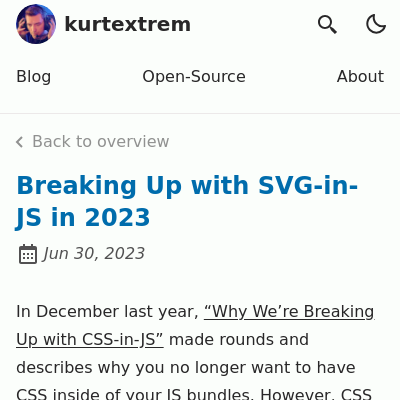 kurtextrem
Blog Open-Source About
Back to overview
Breaking Up with SVG-in-
JS in 2023
Jun 30, 2023
In December last year, “Why We’re Breaking
Up with CSS-in-JS” made rounds and
describes why you no longer want to have
CSS inside of your JS bundles. However, CSS